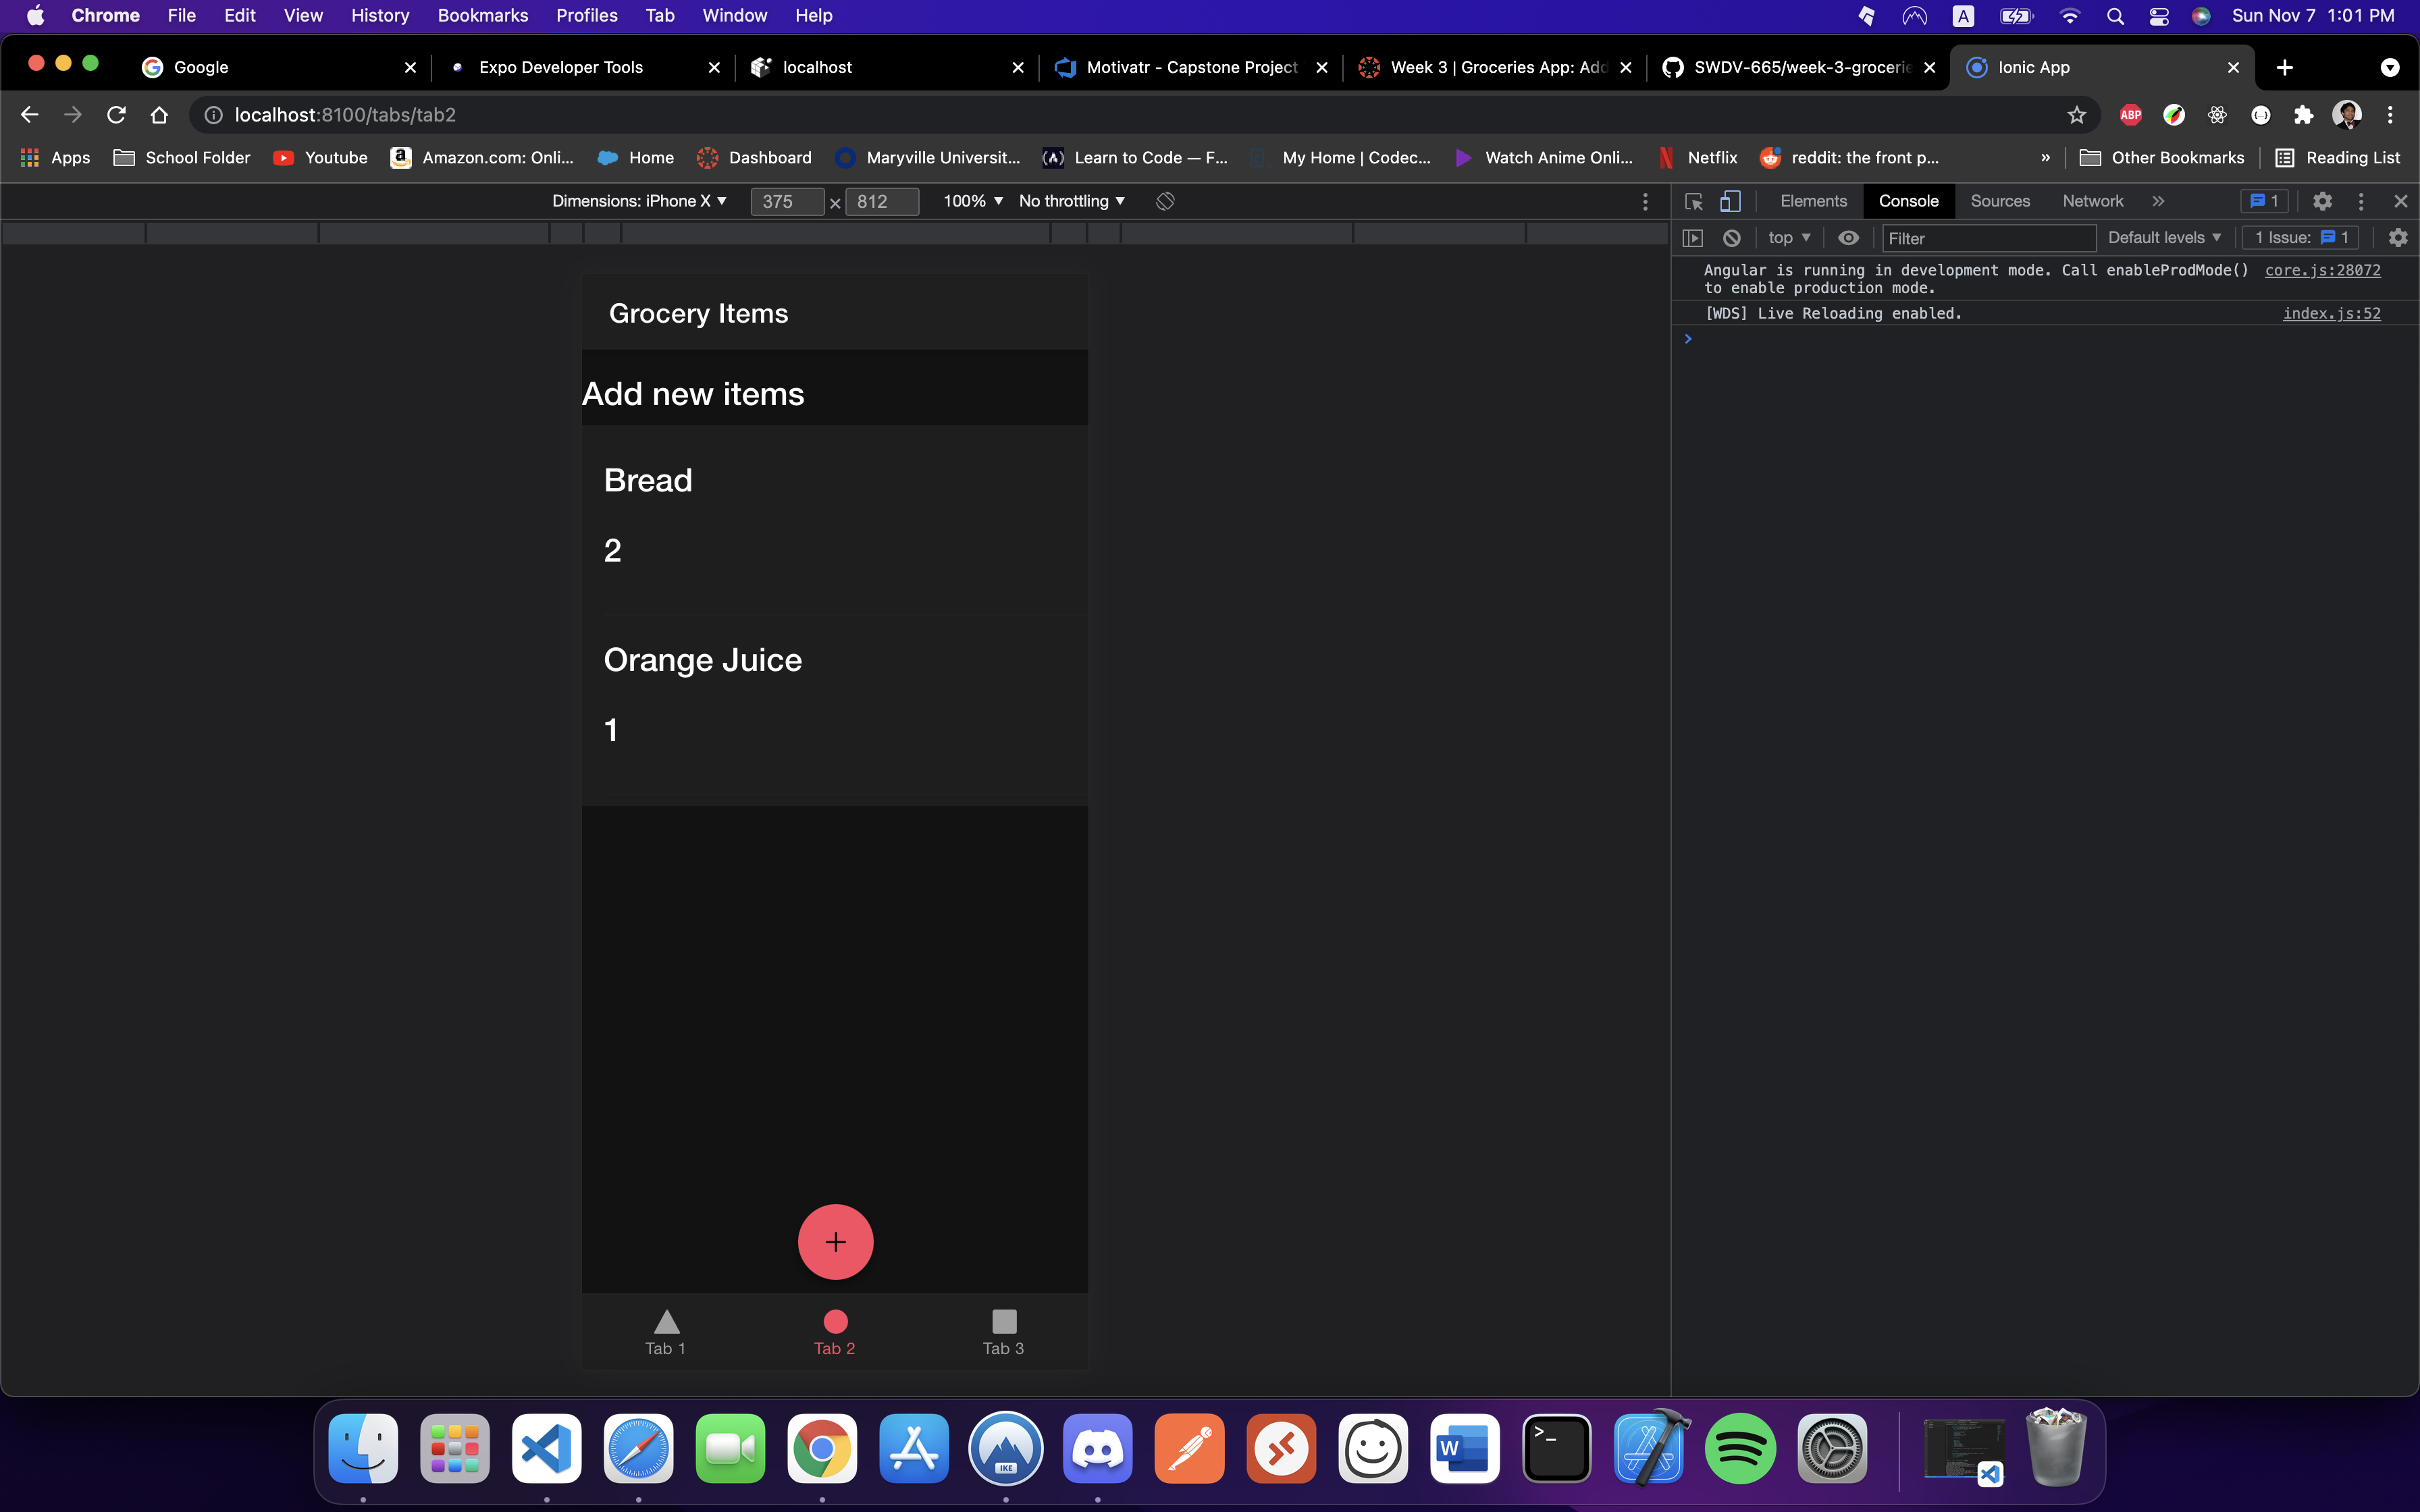 Chrome File Edit View History Bookmarks Profiles Tab Window Help A Sun Nov 7 1:01 PM
Google Expo Developer Tools localhost Motivatr - Capstone Project Week 3 | Groceries App: Add SWDV-665/week-3-grocerie Ionic App
localhost:8100/tabs/tab2 ABP
Apps School Folder Youtube Amazon.com: Onli... Home Dashboard Maryville Universit... Learn to Code — F... My Home | Codec... Watch Anime Onli... Netflix reddit: the front p... » Other Bookmarks Reading List
Dimensions: iPhone X 375 × 812 100% No throttling Elements Console Sources Network » 1
top Filter Default levels 1 Issue: 1
Angular is running in development mode. Call enableProdMode() core.js:28072
to enable production mode.
[WDS] Live Reloading enabled. index.js:52
Grocery Items
Add new items
Bread
2
Orange Juice
1
Tab 1 Tab 2 Tab 3
IKE W >_